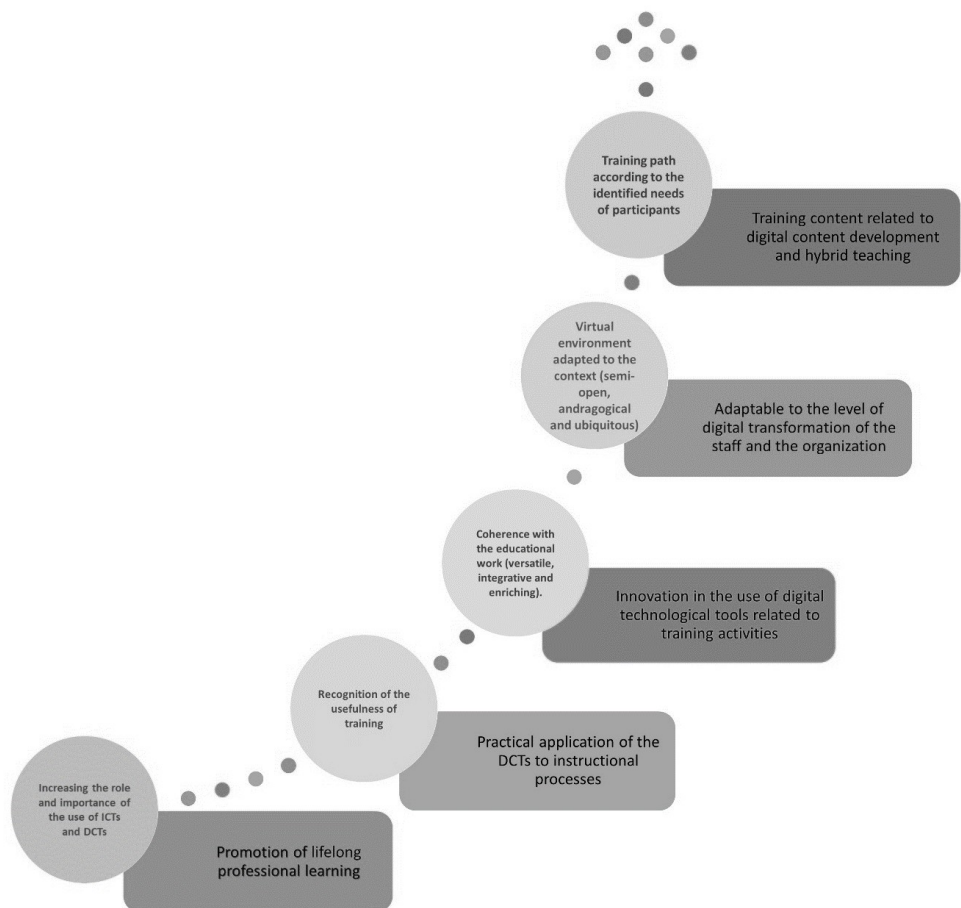 Training path
according to the
identified needs
of participants
Training content related to
digital content development
and hybrid teaching
Virtual
environment
adapted to the
context (semi-
open,
andragogical
and ubiquitous)
Adaptable to the level of
digital transformation of the
staff and the organization
Coherence with
the educational
work (versatile,
integrative and
enriching).
Innovation in the use of digital
technological tools related to
training activities
Recognition of the
usefulness of
training
Practical application of the
DCTs to instructional
processes
Increasing the role
and importance of
the use of ICTs
and DCTs
Promotion of lifelong
professional learning